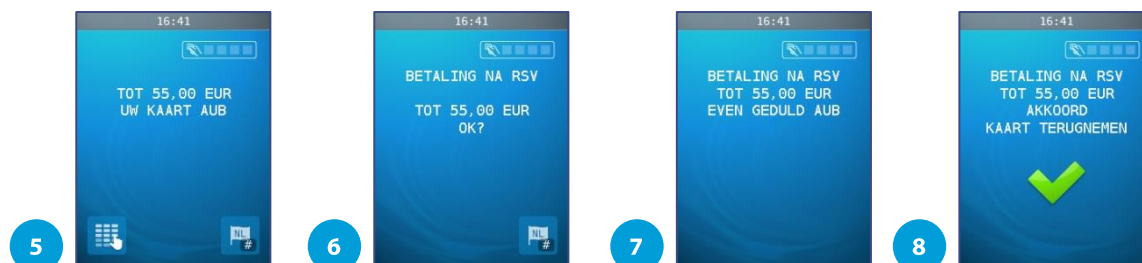 16:41
TOT 55,00 EUR
UW KAART AUB
NL
#
5
16:41
BETALING NA RSV
TOT 55,00 EUR
OK?
NL
#
6
16:41
BETALING NA RSV
TOT 55,00 EUR
EVEN GEDULD AUB
7
16:41
BETALING NA RSV
TOT 55,00 EUR
AKKOORD
KAART TERUGNEMEN
8